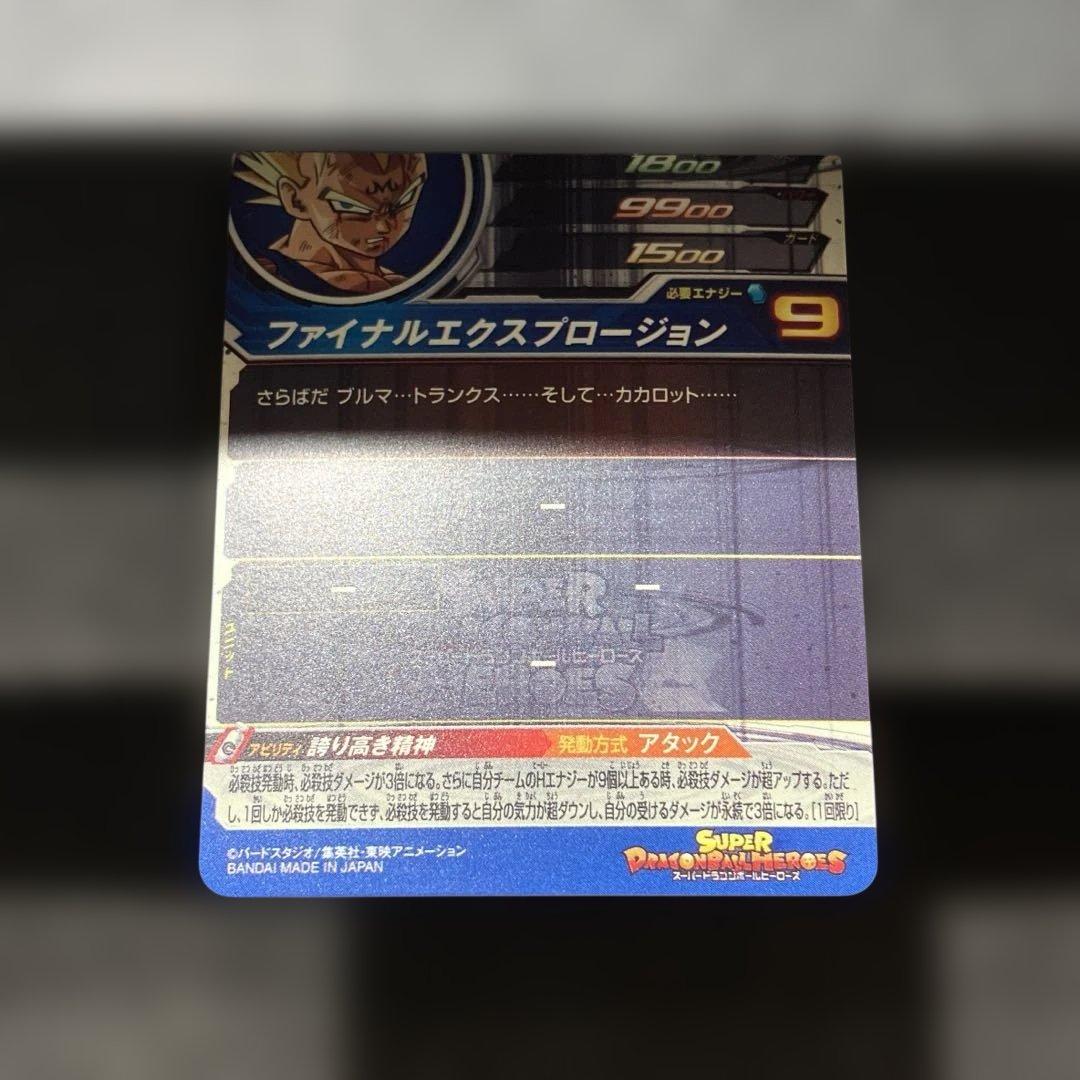 1800
9900
1500
カード
必要エナジー 9
ファイナルエクスプロージョン
さらばだ ブルマ…トランクス……そして…カカロット……
ー
ー ー
ユニット
ー
SUPER
スーパードラゴンボールヒーローズ
HEROES
アビリティ 誇り高き精神 発動方式 アタック
必殺技発動時、必殺技ダメージが3倍になる。さらに自分チームのHエナジーが9個以上ある時、必殺技ダメージが超アップする。ただ
し、1回しか必殺技を発動できず、必殺技を発動すると自分の気力が超ダウンし、自分の受けるダメージが永続で3倍になる。[1回限り]
©バードスタジオ/集英社・東映アニメーション
BANDAI MADE IN JAPAN
SUPER
DRAGONBALL HEROES
スーパードラゴンボールヒーローズ